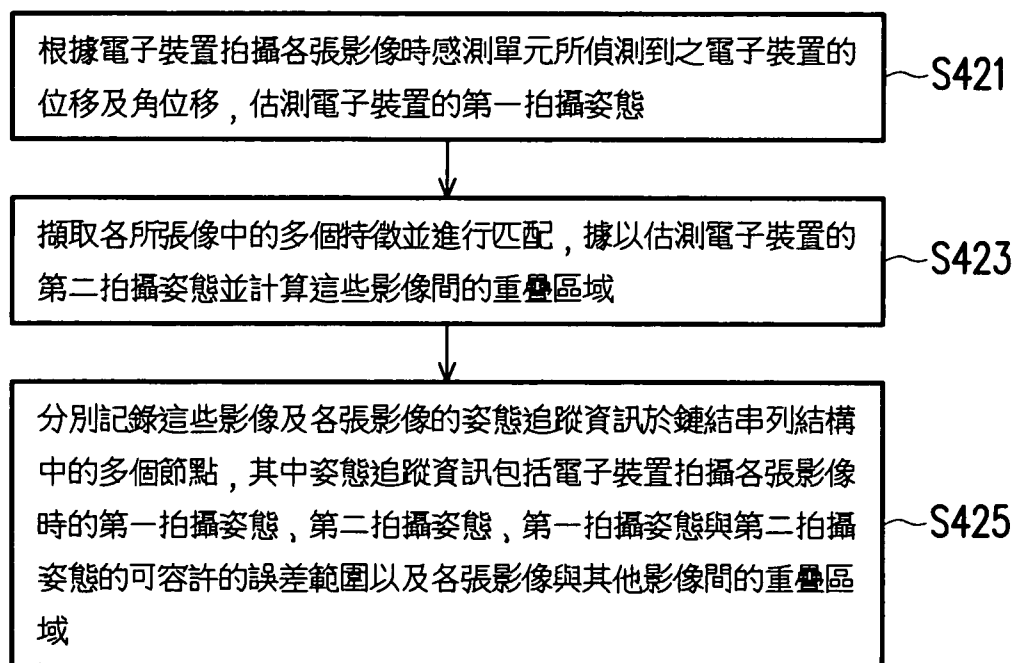 根據電子裝置拍攝各張影像時感測單元所偵測到之電子裝置的
位移及角位移，估測電子裝置的第一拍攝姿態
S421
擷取各所張像中的多個特徵並進行匹配，據以估測電子裝置的
第二拍攝姿態並計算這些影像間的重疊區域
S423
分別記錄這些影像及各張影像的姿態追蹤資訊於鏈結串列結構
中的多個節點，其中姿態追蹤資訊包括電子裝置拍攝各張影像
時的第一拍攝姿態、第二拍攝姿態、第一拍攝姿態與第二拍攝
姿態的可容許的誤差範圍以及各張影像與其他影像間的重疊區
域
S425